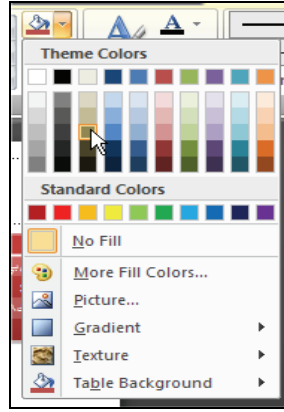 A A
Theme Colors
Standard Colors
No Fill
More Fill Colors...
Picture...
Gradient
Texture
Table Background